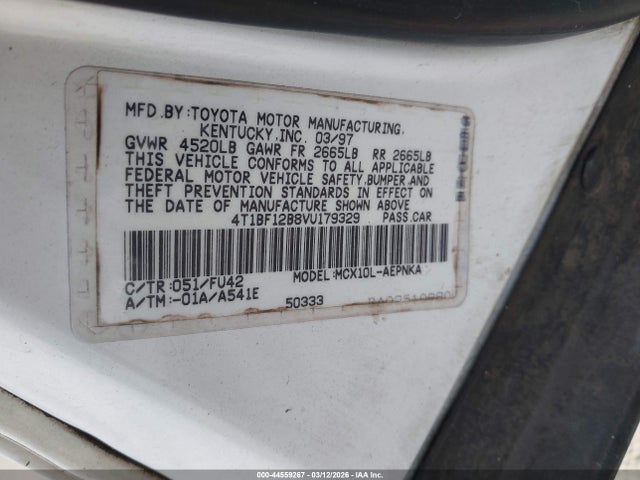 MFD.BY:TOYOTA MOTOR MANUFACTURING,
KENTUCKY,INC. 03/97
GVWR 4520LB GAWR FR 2665LB RR 2665LB
THIS VEHICLE CONFORMS TO ALL APPLICABLE
FEDERAL MOTOR VEHICLE SAFETY,BUMPER,AND
THEFT PREVENTION STANDARDS IN EFFECT ON
THE DATE OF MANUFACTURE SHOWN ABOVE
4T1BF12B8VU179329 PASS.CAR
C/TR:051/FU42 MODEL:MCX10L-AEPNKA
A/TM:-01A/A541E 50333
000-44559267 - 03/12/2026 - IAA, LLC